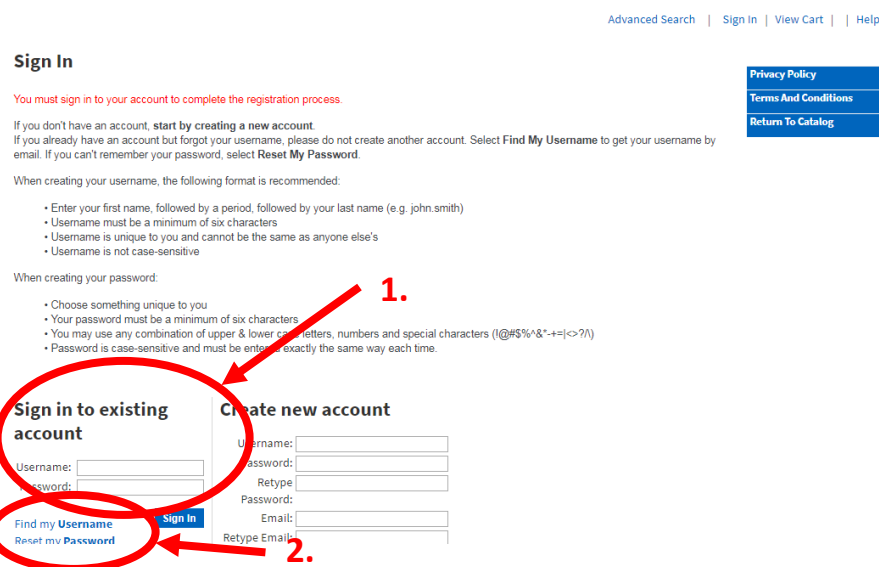 Advanced Search | Sign In | View Cart | | Help
Sign In
Privacy Policy
Terms And Conditions
Return To Catalog
You must sign in to your account to complete the registration process.
If you don't have an account, start by creating a new account.
If you already have an account but forgot your username, please do not create another account. Select Find My Username to get your username by
email. If you can't remember your password, select Reset My Password.
When creating your username, the following format is recommended:
• Enter your first name, followed by a period, followed by your last name (e.g. john.smith)
• Username must be a minimum of six characters
• Username is unique to you and cannot be the same as anyone else's
• Username is not case-sensitive
When creating your password:
1.
• Choose something unique to you
• Your password must be a minimum of six characters
• You may use any combination of upper & lower case letters, numbers and special characters (!@#$%^&*-+=|<>?/\)
• Password is case-sensitive and must be entered exactly the same way each time.
Sign in to existing
account
Username:
Password:
Sign In
Find my Username
Reset my Password
Create new account
Username:
Password:
Retype
Password:
Email:
Retype Email:
2.